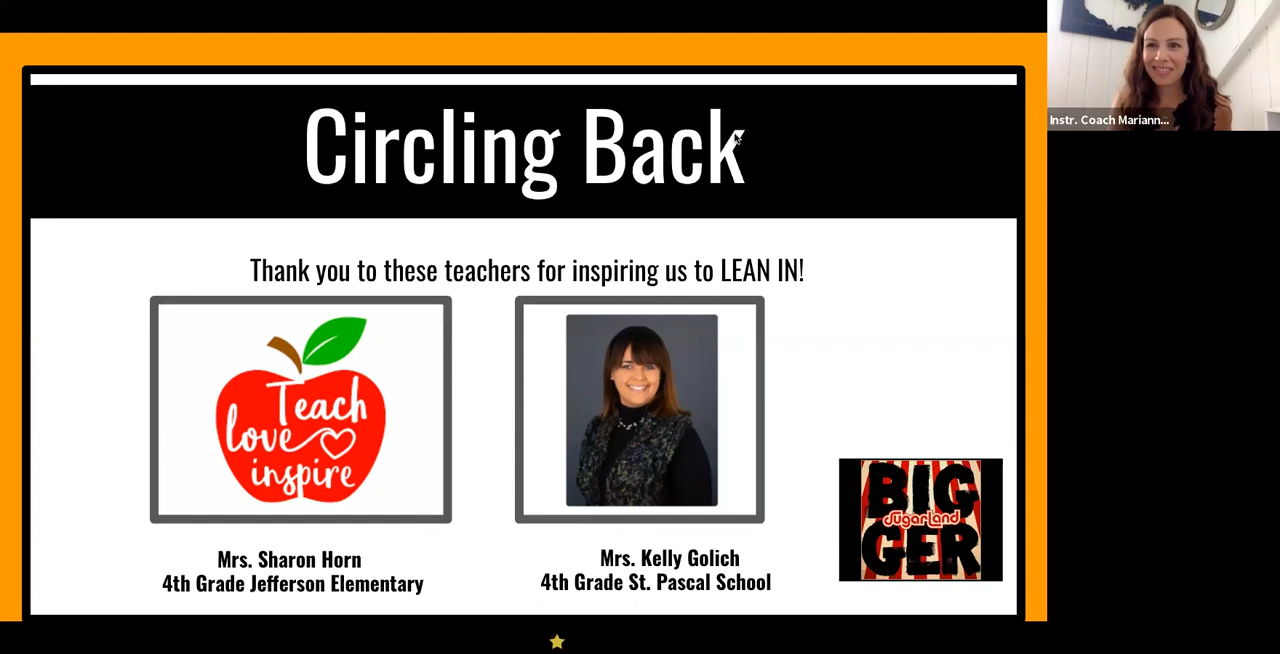 Circling Back
Thank you to these teachers for inspiring us to LEAN IN!
Teach
love
inspire
Mrs. Sharon Horn
4th Grade Jefferson Elementary
Mrs. Kelly Golich
4th Grade St. Pascal School
BIG
sugarland
GER
Instr. Coach Mariann...